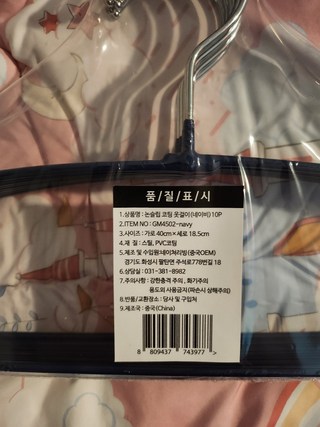 품/질/표/시
1.상품명 : 논슬립 코팅 옷걸이(네이비) 10P
2.ITEM NO : GM4502-navy
3.사이즈 : 가로 40cm×세로 18.5cm
4.재 질 : 스틸, PVC코팅
5.제조 및 수입원:네이처리빙(중국OEM)
경기도 화성시 팔탄면 주석로778번길 18
6.상담실 : 031-381-8982
7.주의사항 : 강한충격 주의 , 화기주의
용도외 사용금지(파손시 상해주의)
8.반품/교환장소 : 당사 및 구입처
9.제조국 : 중국(China)
8 809437 743977 >